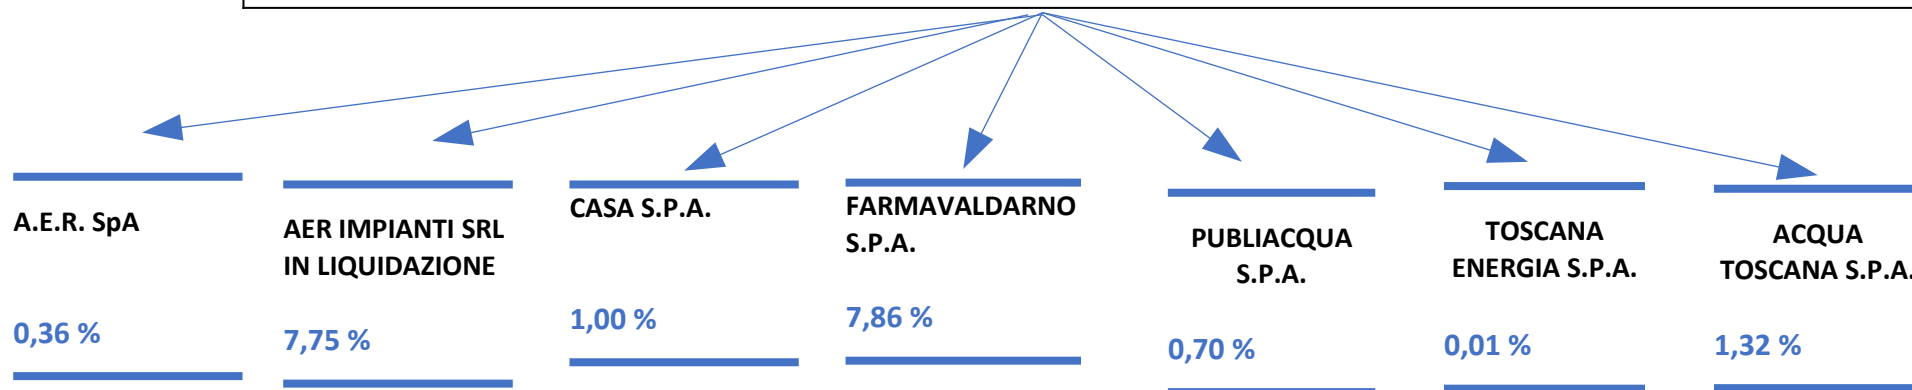 A.E.R. SpA
0,36 %
AER IMPIANTI SRL
IN LIQUIDAZIONE
7,75 %
CASA S.P.A.
1,00 %
FARMAVALDARNO
S.P.A.
7,86 %
PUBLIACQUA
S.P.A.
0,70 %
TOSCANA
ENERGIA S.P.A.
0,01 %
ACQUA
TOSCANA S.P.A.
1,32 %